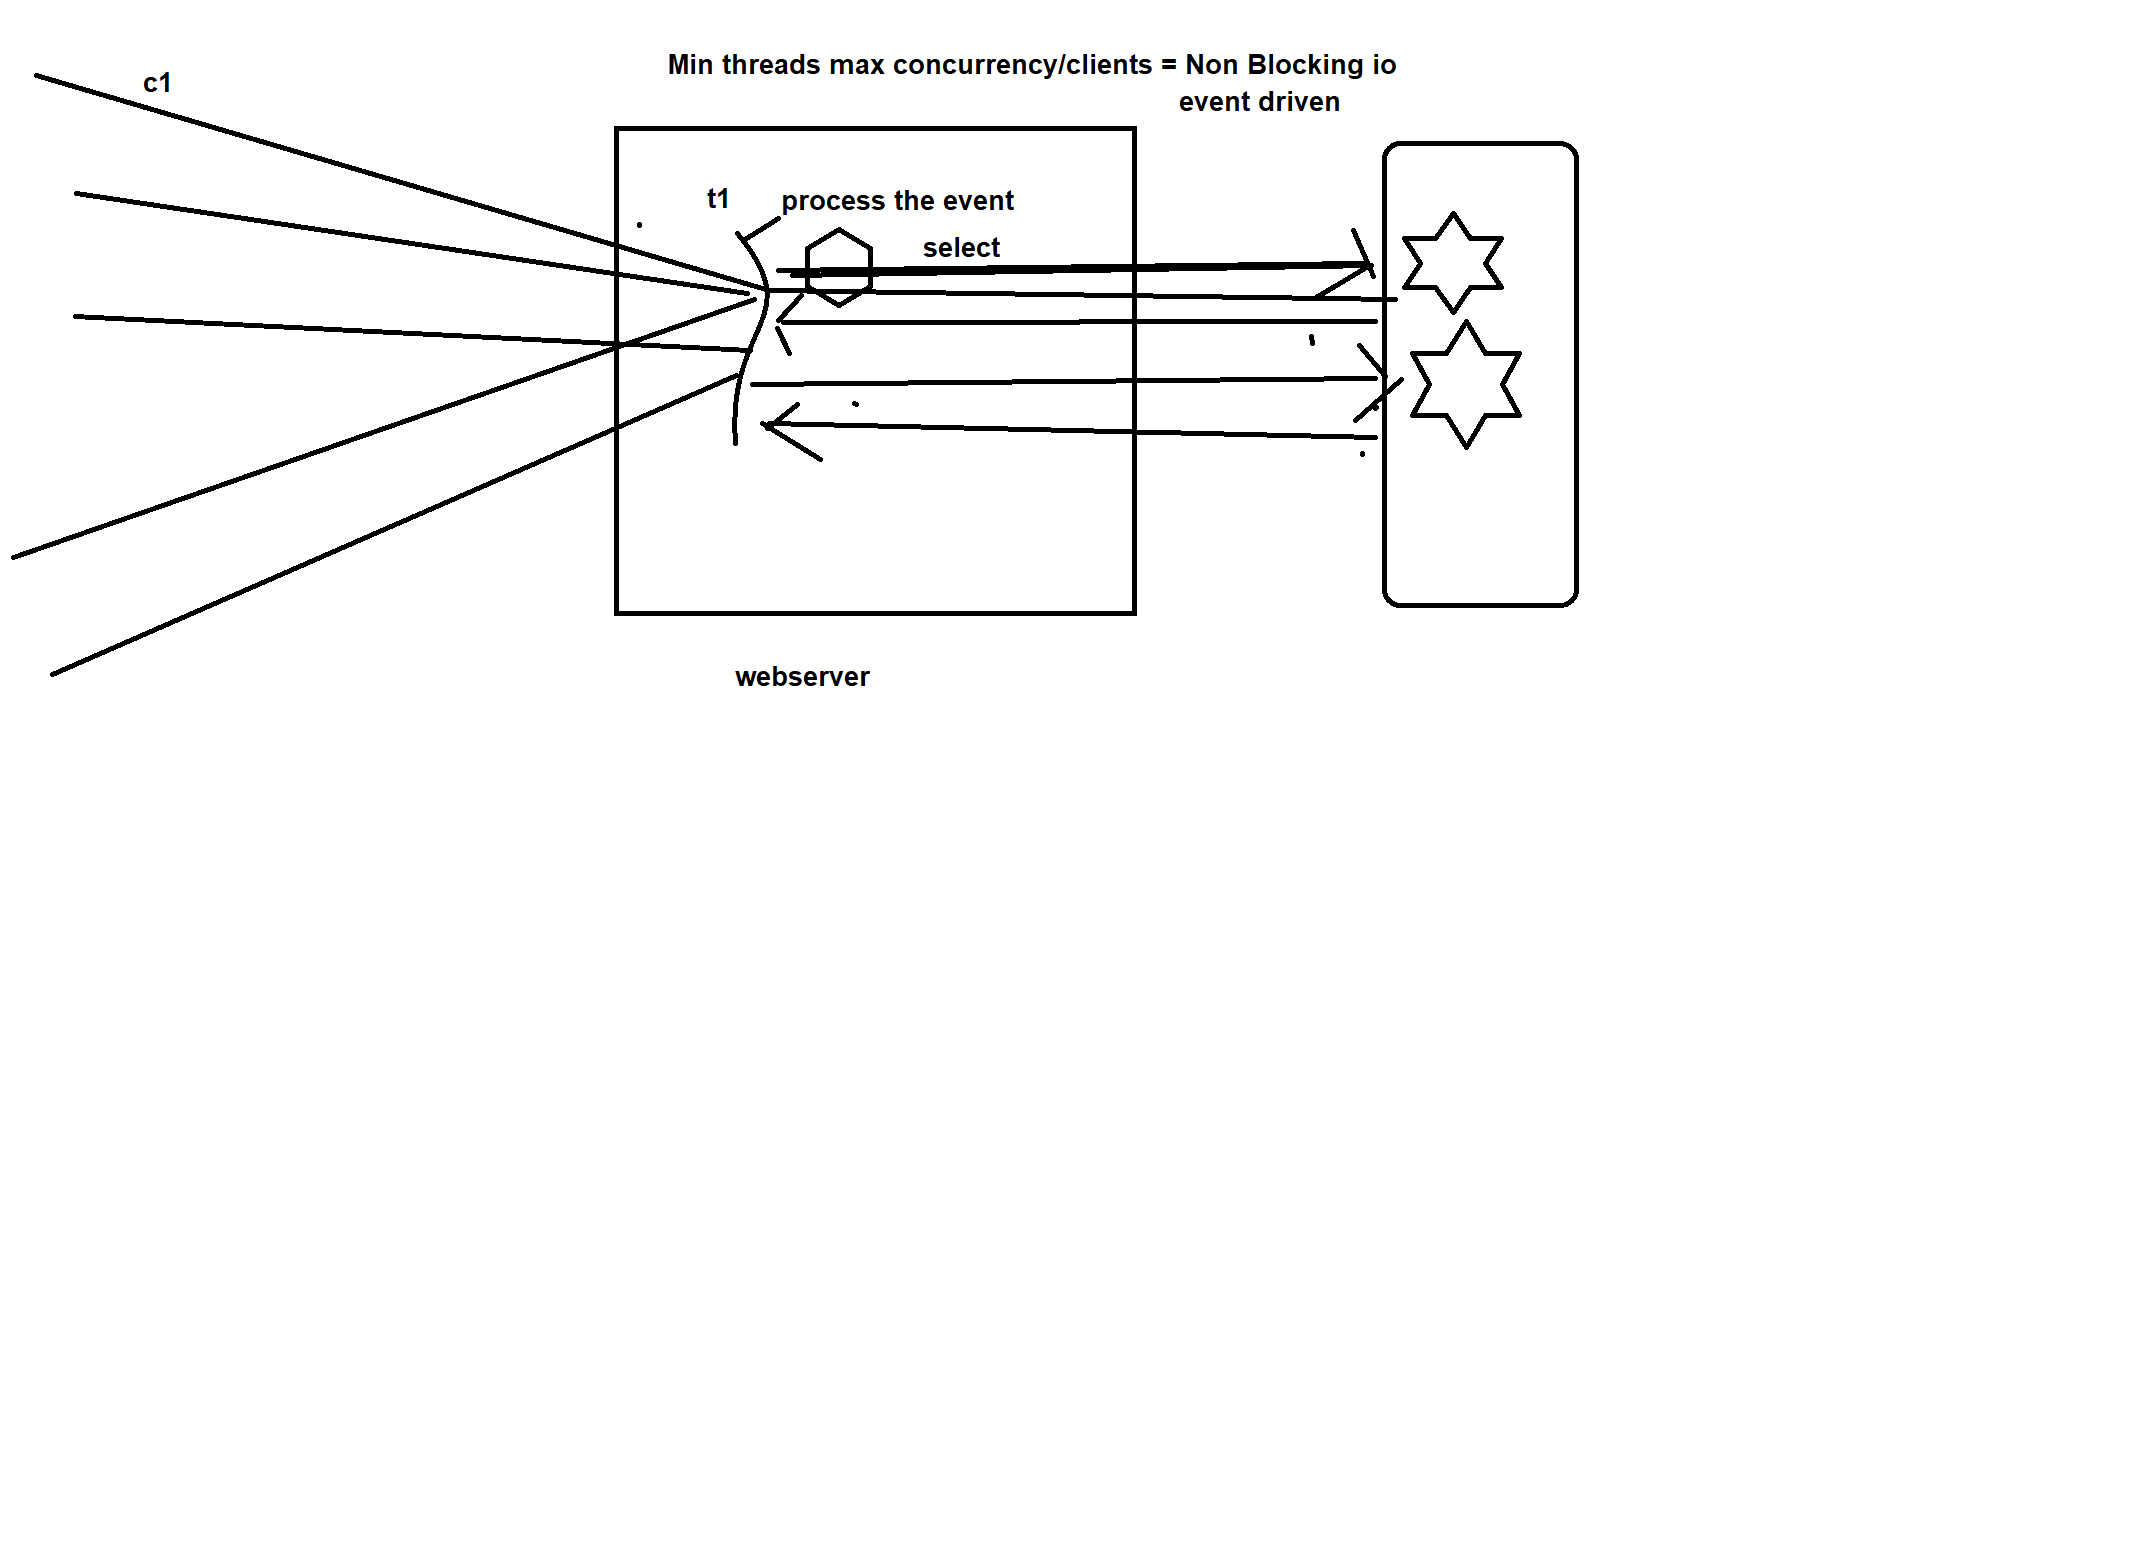 Min threads max concurrency/clients = Non Blocking io
event driven
c1
t1
process the event
select
webserver